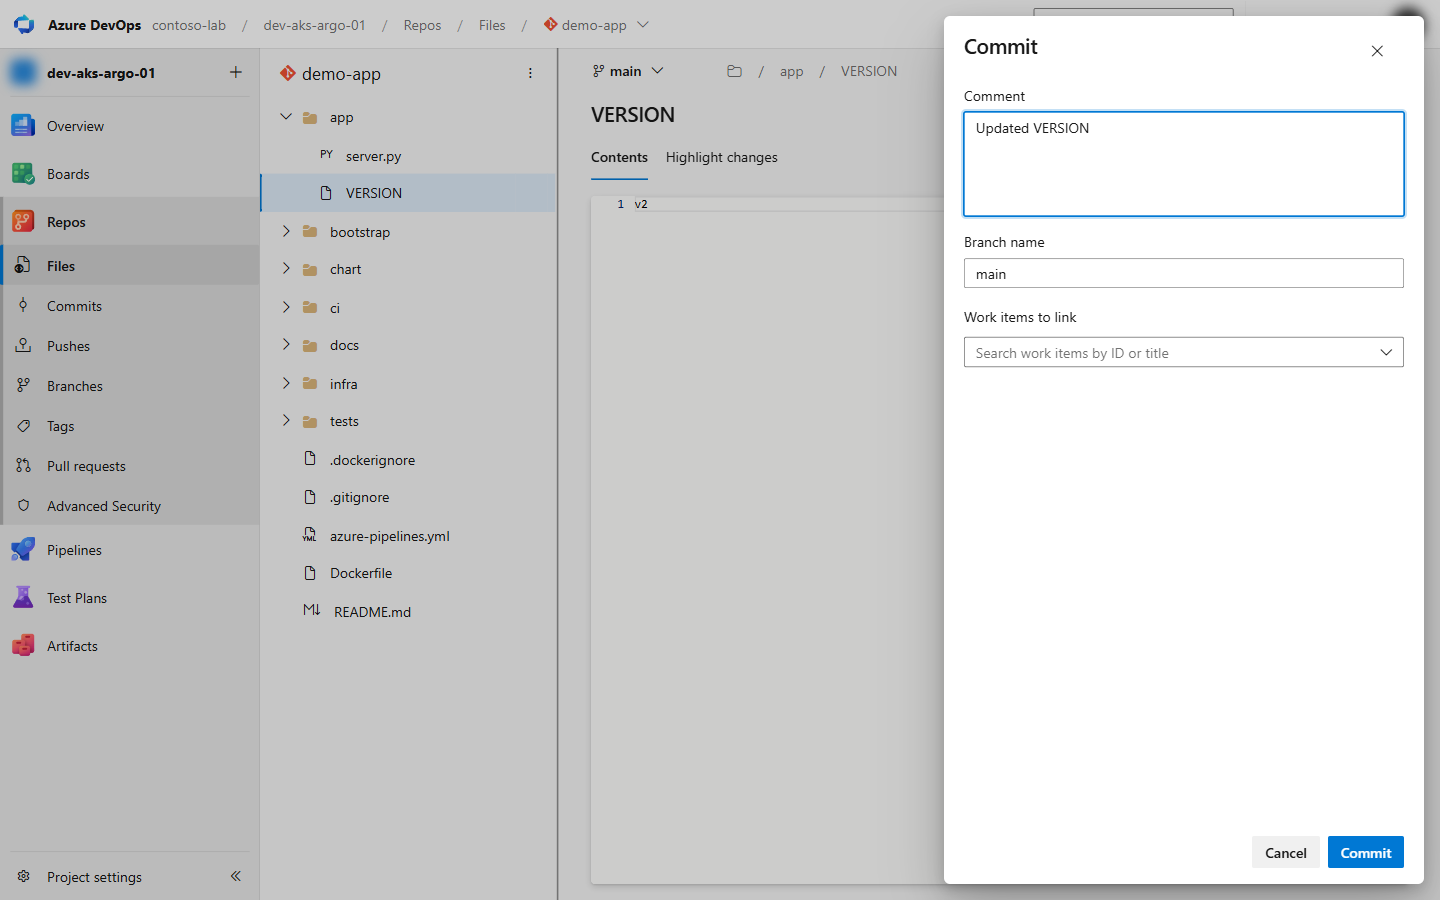 Azure DevOps contoso-lab / dev-aks-argo-01 / Repos / Files / demo-app
dev-aks-argo-01
Overview
Boards
Repos
Files
Commits
Pushes
Branches
Tags
Pull requests
Advanced Security
Pipelines
Test Plans
Artifacts
Project settings
demo-app
app
PY server.py
VERSION
bootstrap
chart
ci
docs
infra
tests
.dockerignore
.gitignore
YML azure-pipelines.yml
Dockerfile
M↓ README.md
main / app / VERSION
VERSION
Contents Highlight changes
1 v2
Commit
Comment
Updated VERSION
Branch name
main
Work items to link
Search work items by ID or title
Cancel Commit